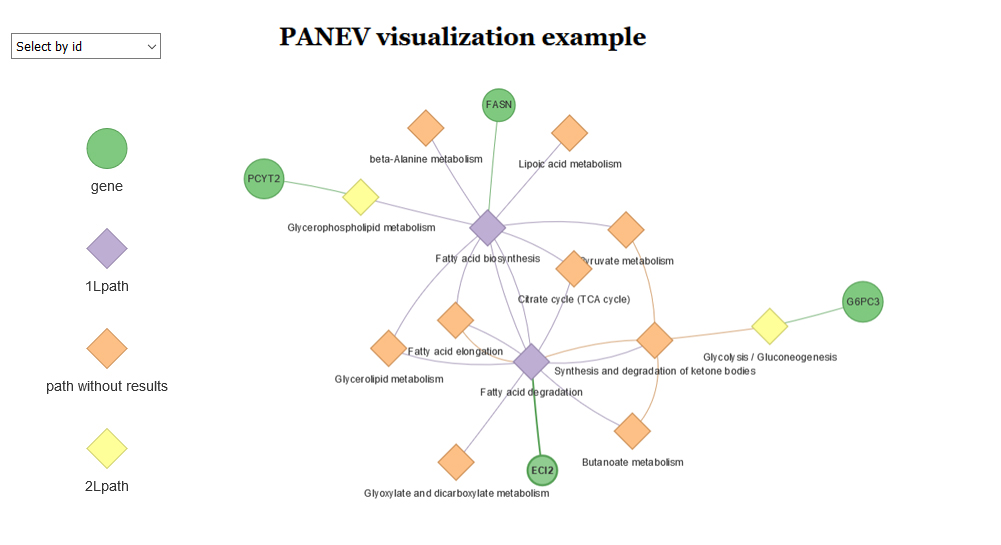 PANEV visualization example
Select by id
gene
1Lpath
path without results
2Lpath
FASN
beta-Alanine metabolism
Lipoic acid metabolism
PCYT2
Glycerophospholipid metabolism
Fatty acid biosynthesis
Pyruvate metabolism
Citrate cycle (TCA cycle)
G6PC3
Fatty acid elongation
Glycolysis / Gluconeogenesis
Synthesis and degradation of ketone bodies
Glycerolipid metabolism
Fatty acid degradation
Butanoate metabolism
ECI2
Glyoxylate and dicarboxylate metabolism